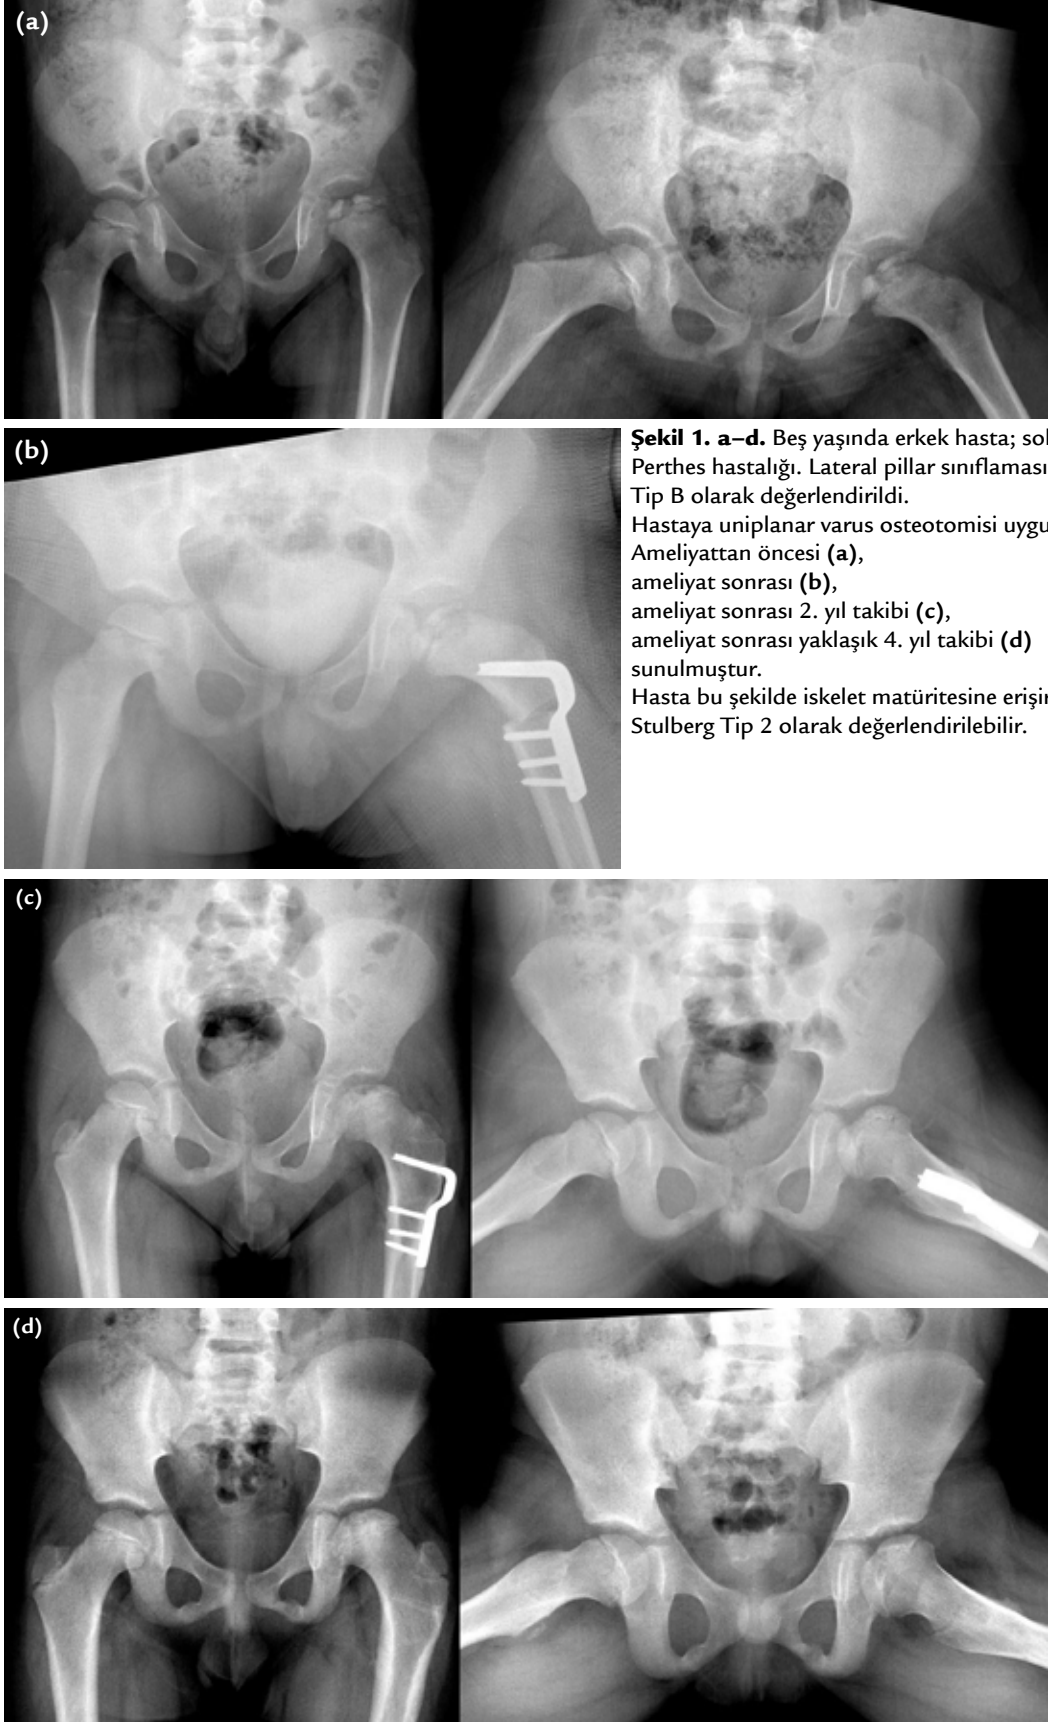 (a)
(b)
Şekil 1. a–d. Beş yaşında erkek hasta; sol
Perthes hastalığı. Lateral pillar sınıflaması
Tip B olarak değerlendirildi.
Hastaya uniplanar varus osteotomisi uygu
Ameliyattan öncesi (a),
ameliyat sonrası (b),
ameliyat sonrası 2. yıl takibi (c),
ameliyat sonrası yaklaşık 4. yıl takibi (d)
sunulmuştur.
Hasta bu şekilde iskelet matüritesine erişir
Stulberg Tip 2 olarak değerlendirilebilir.
(c)
(d)